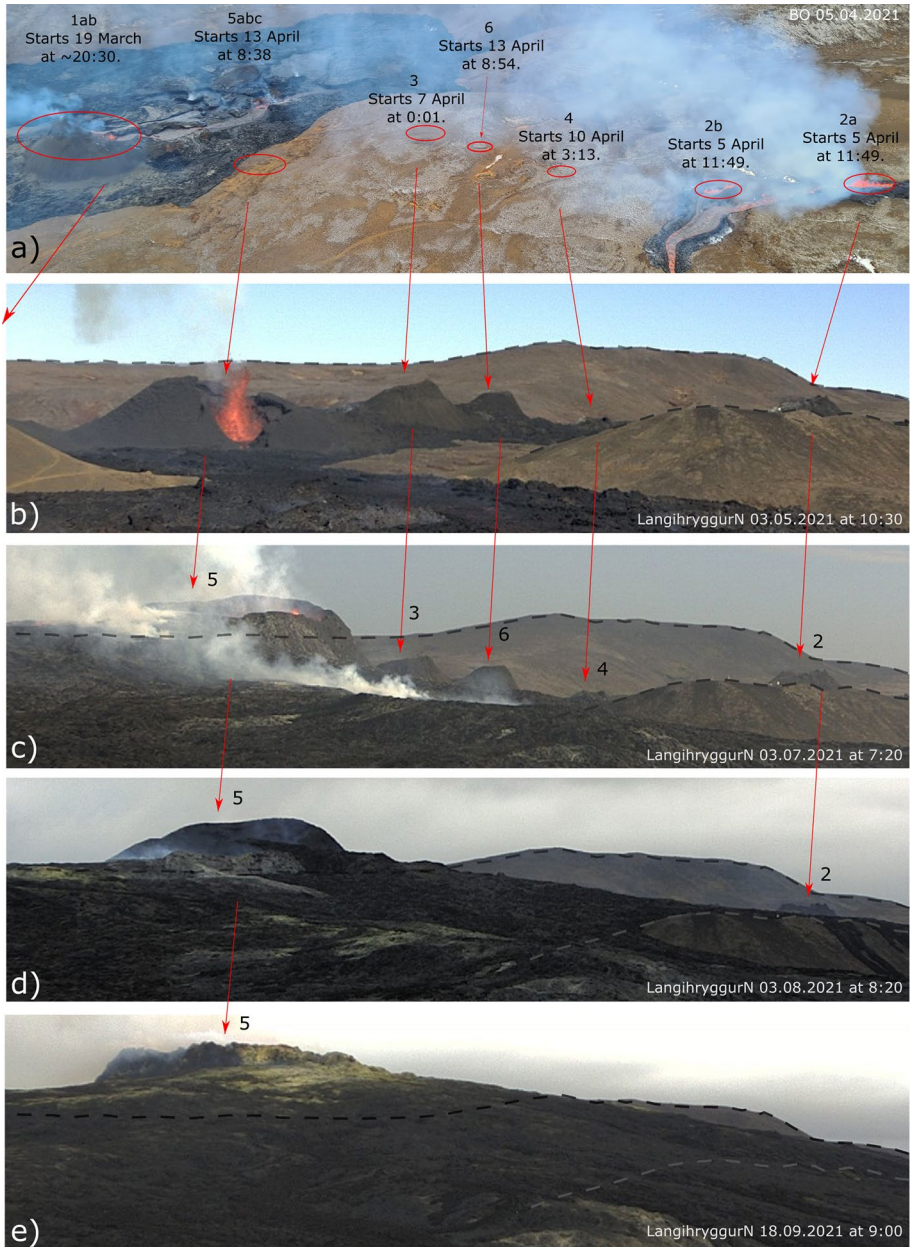 BO 05.04.2021
1ab
Starts 19 March
at ~20:30.
5abc
Starts 13 April
at 8:38
6
Starts 13 April
at 8:54.
3
Starts 7 April
at 0:01.
4
Starts 10 April
at 3:13.
2b
Starts 5 April
at 11:49.
2a
Starts 5 April
at 11:49.
a)
b)
LangihryggurN 03.05.2021 at 10:30
5
3
6
4
2
c)
LangihryggurN 03.07.2021 at 7:20
5
2
d)
LangihryggurN 03.08.2021 at 8:20
5
e)
LangihryggurN 18.09.2021 at 9:00